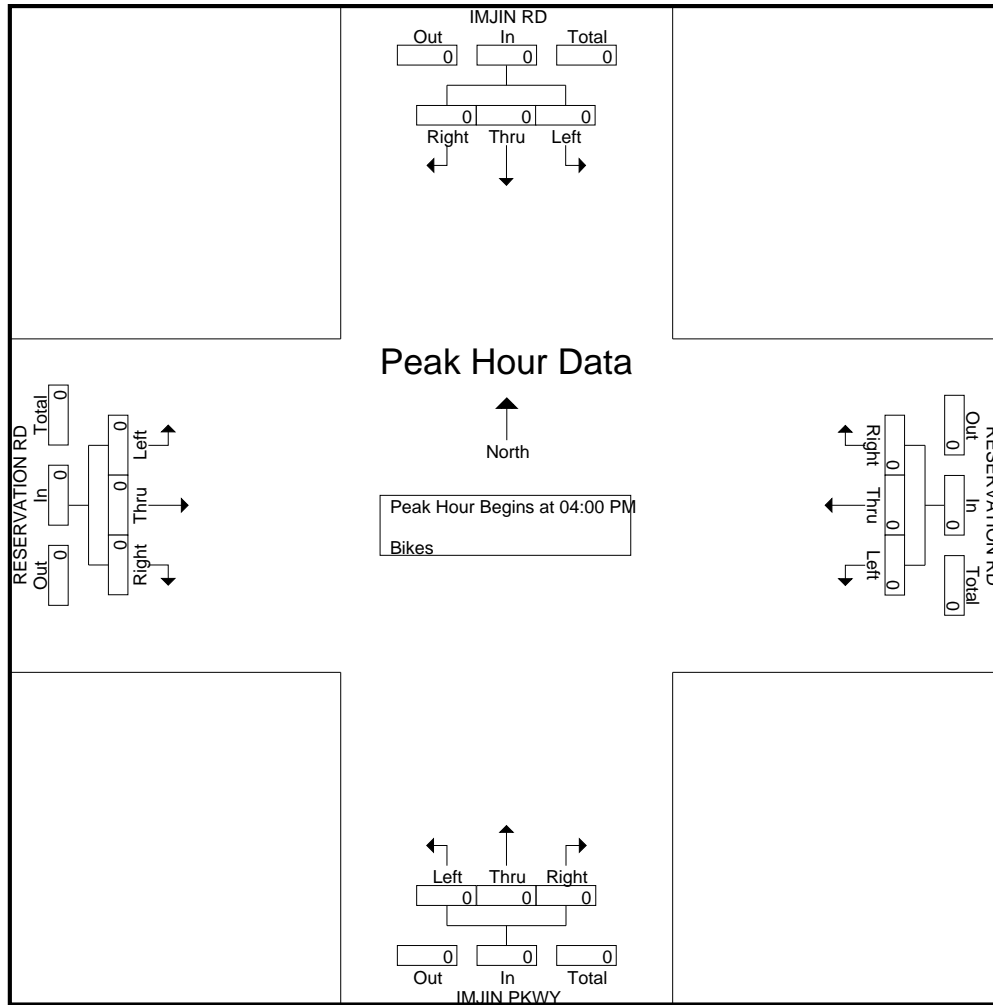 IMJIN RD
Out In Total
0 0 0
0 0 0
Right Thru Left
Peak Hour Data
North
Peak Hour Begins at 04:00 PM
Bikes
RESERVATION RD
Total In Out
0 0 0
0 0 0
Left Thru Right
RESERVATION RD
Out In Total
0 0 0
0 0 0
Right Thru Left
Left Thru Right
0 0 0
0 0 0
Out In Total
IMJIN PKWY